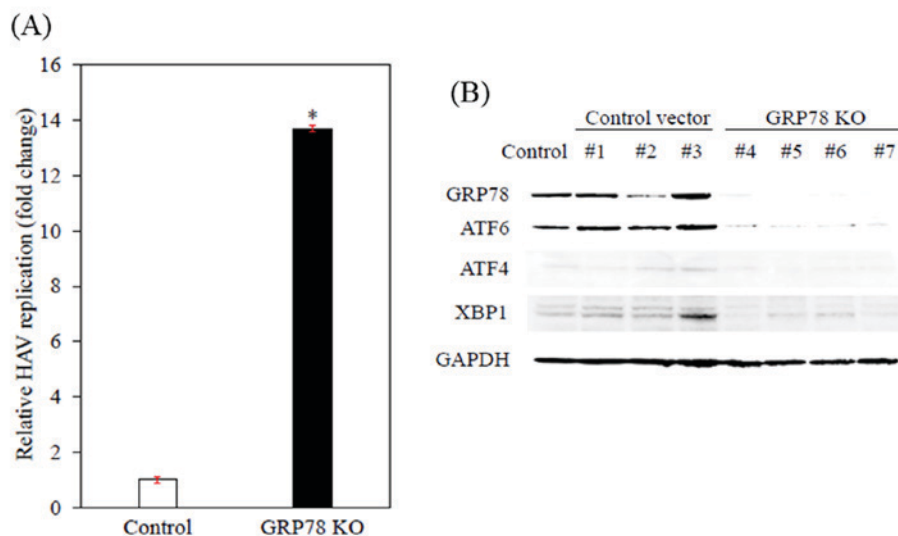 (A)
Relative HAV replication (fold change)
16
14
12
10
8
6
4
2
0
*
Control
GRP78 KO
(B)
Control vector
GRP78 KO
Control #1 #2 #3 #4 #5 #6 #7
GRP78
ATF6
ATF4
XBP1
GAPDH